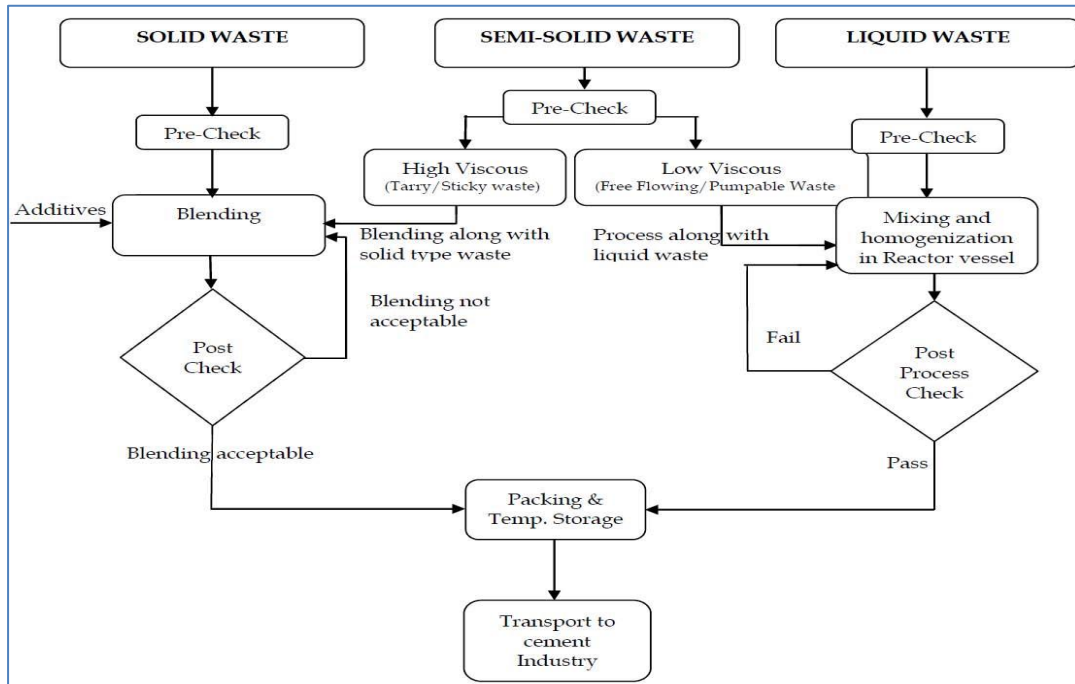 SOLID WASTE
SEMI-SOLID WASTE
LIQUID WASTE
Pre-Check
Pre-Check
Pre-Check
High Viscous
(Tarry/Sticky waste)
Low Viscous
(Free Flowing/Pumpable Waste
Additives
Blending
Blending along with
solid type waste
Process along with
liquid waste
Mixing and
homogenization
in Reactor vessel
Blending not
acceptable
Post
Check
Fail
Post
Process
Check
Blending acceptable
Pass
Packing &
Temp. Storage
Transport to
cement
Industry